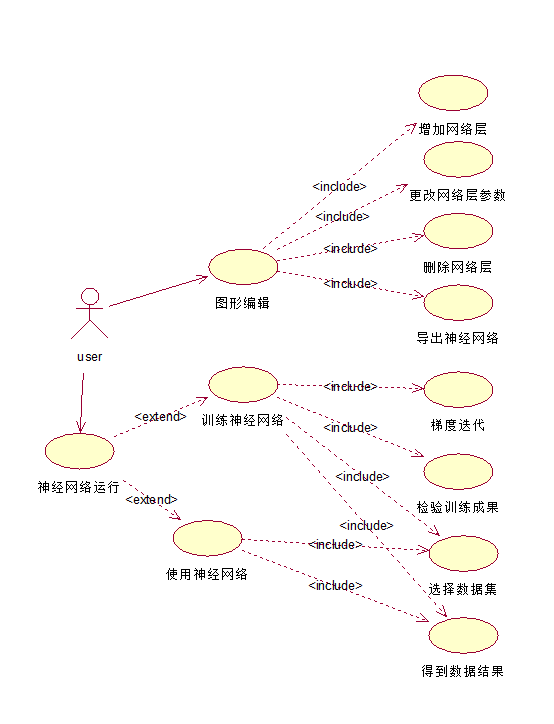 增加网络层
<include>
更改网络层参数
<include>
<include>
删除网络层
<include>
图形编辑
导出神经网络
user
<include>
<extend>
训练神经网络
梯度迭代
<include>
<include>
神经网络运行
<extend>
检验训练成果
<include>
<include>
使用神经网络
选择数据集
<include>
得到数据结果